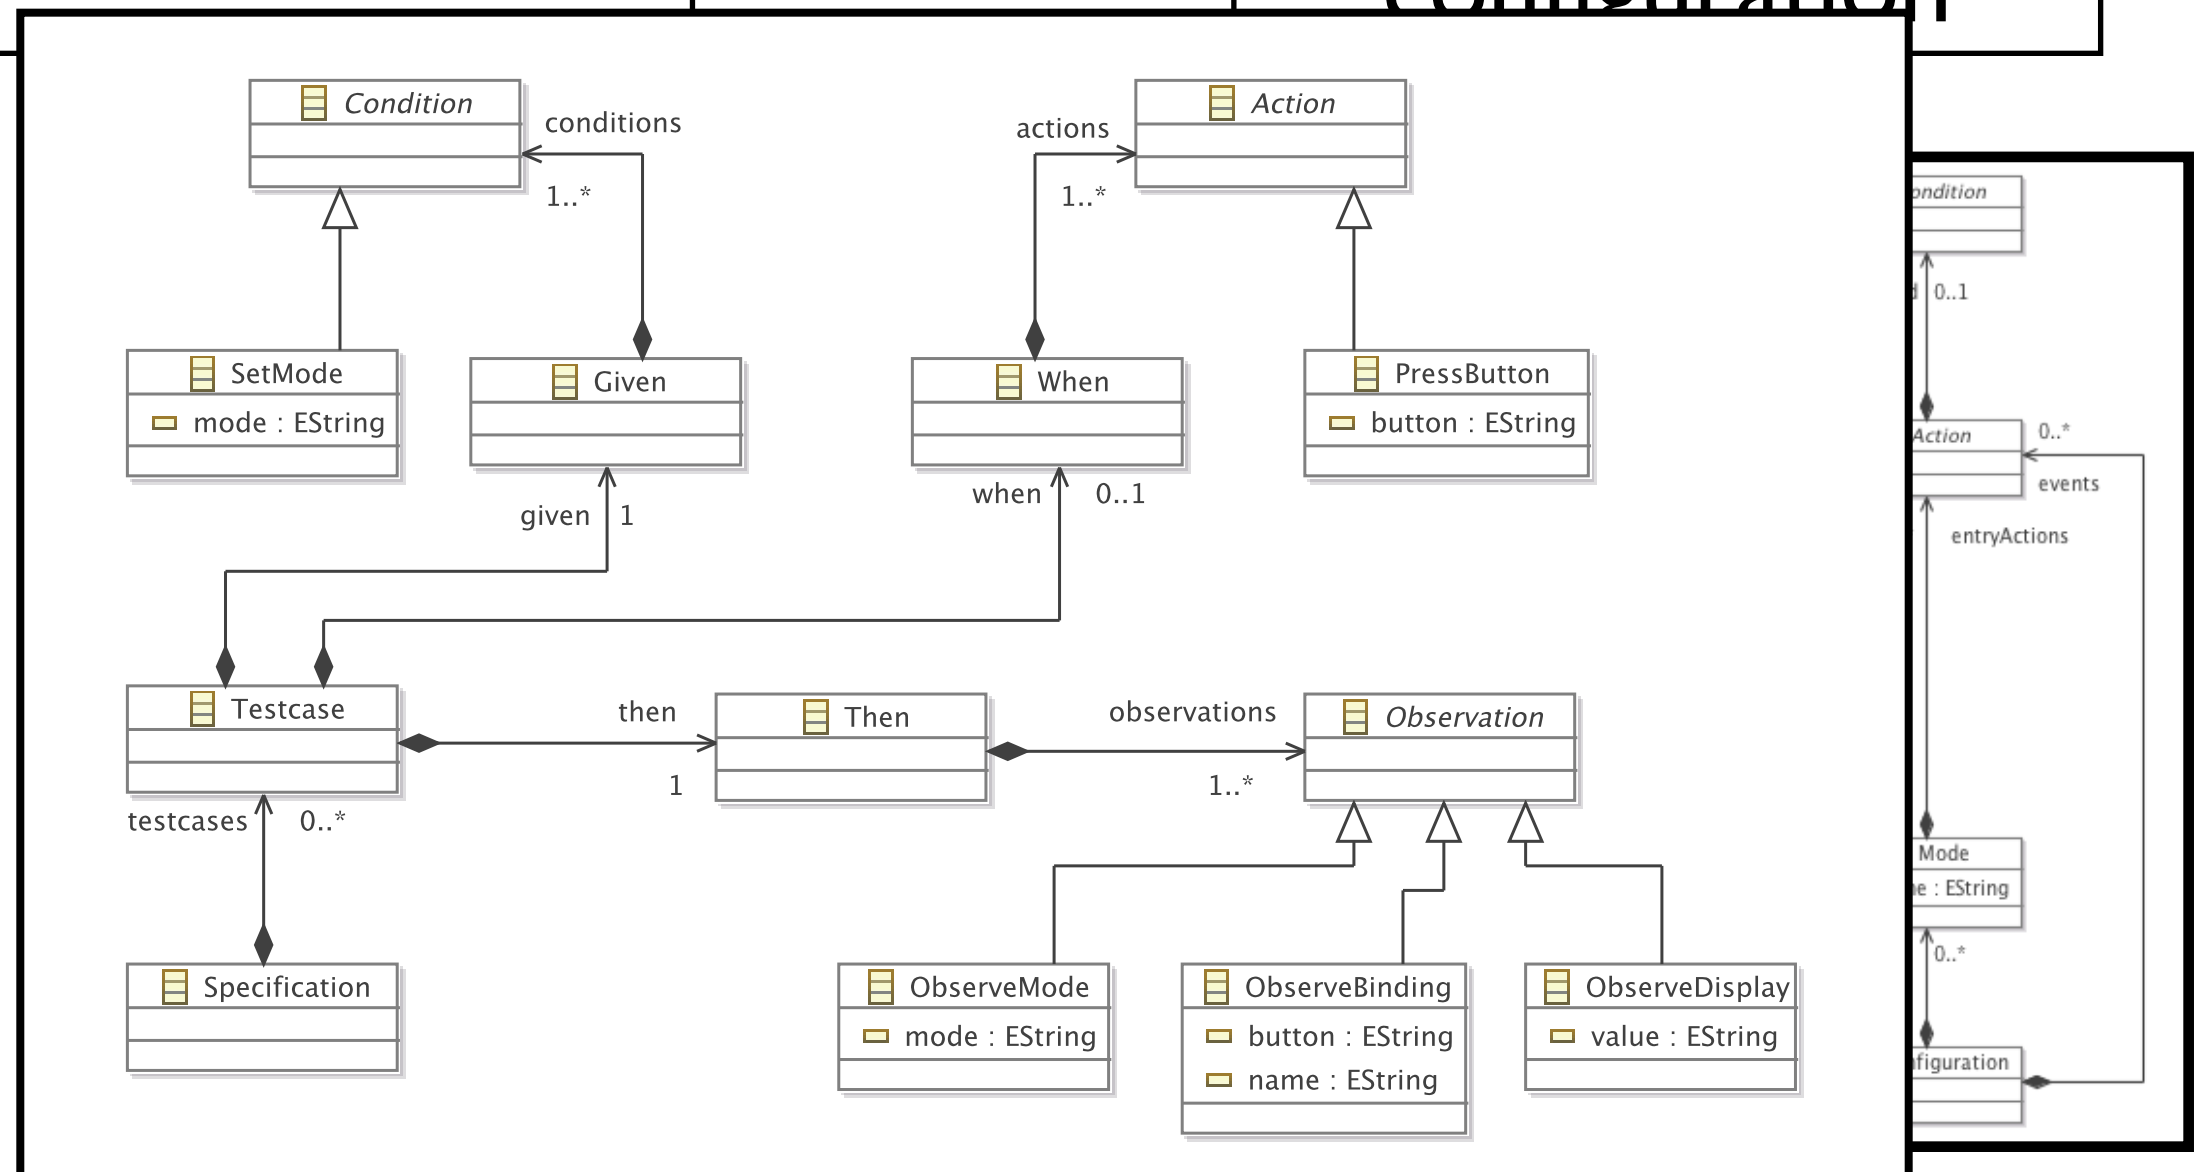 Condition
conditions
1..*
actions
1..*
Action
SetMode
mode : EString
Given
When
PressButton
button : EString
given 1
when 0..1
Testcase
then
1
Then
observations
1..*
Observation
testcases 0..*
Specification
ObserveMode
mode : EString
ObserveBinding
button : EString
name : EString
ObserveDisplay
value : EString
0..1
Action
0..*
events
entryActions
Mode
: EString
0..*